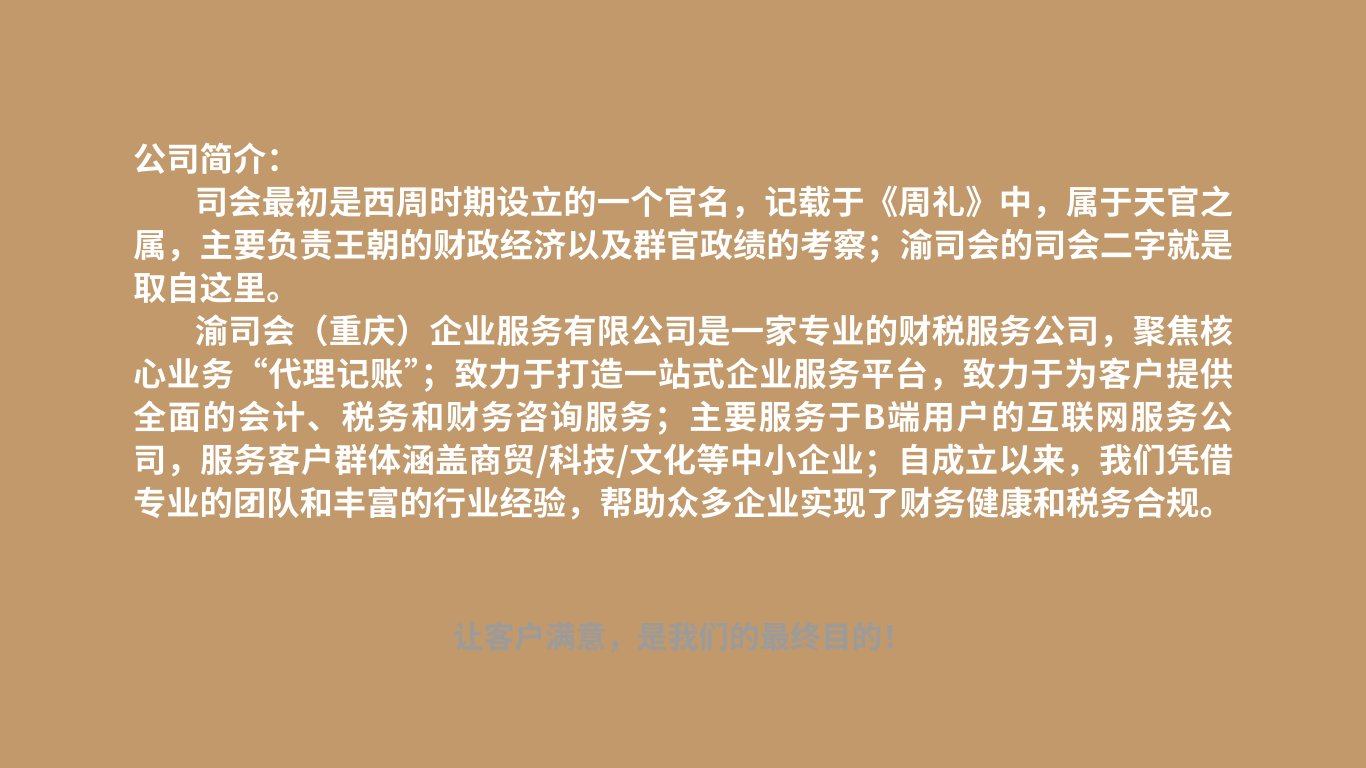 公司简介：
司会最初是西周时期设立的一个官名，记载于《周礼》中，属于天官之
属，主要负责王朝的财政经济以及群官政绩的考察；渝司会的司会二字就是
取自这里。
渝司会（重庆）企业服务有限公司是一家专业的财税服务公司，聚焦核
心业务“代理记账”；致力于打造一站式企业服务平台，致力于为客户提供
全面的会计、税务和财务咨询服务；主要服务于B端用户的互联网服务公
司，服务客户群体涵盖商贸/科技/文化等中小企业；自成立以来，我们凭借
专业的团队和丰富的行业经验，帮助众多企业实现了财务健康和税务合规。
让客户满意，是我们的最终目的！